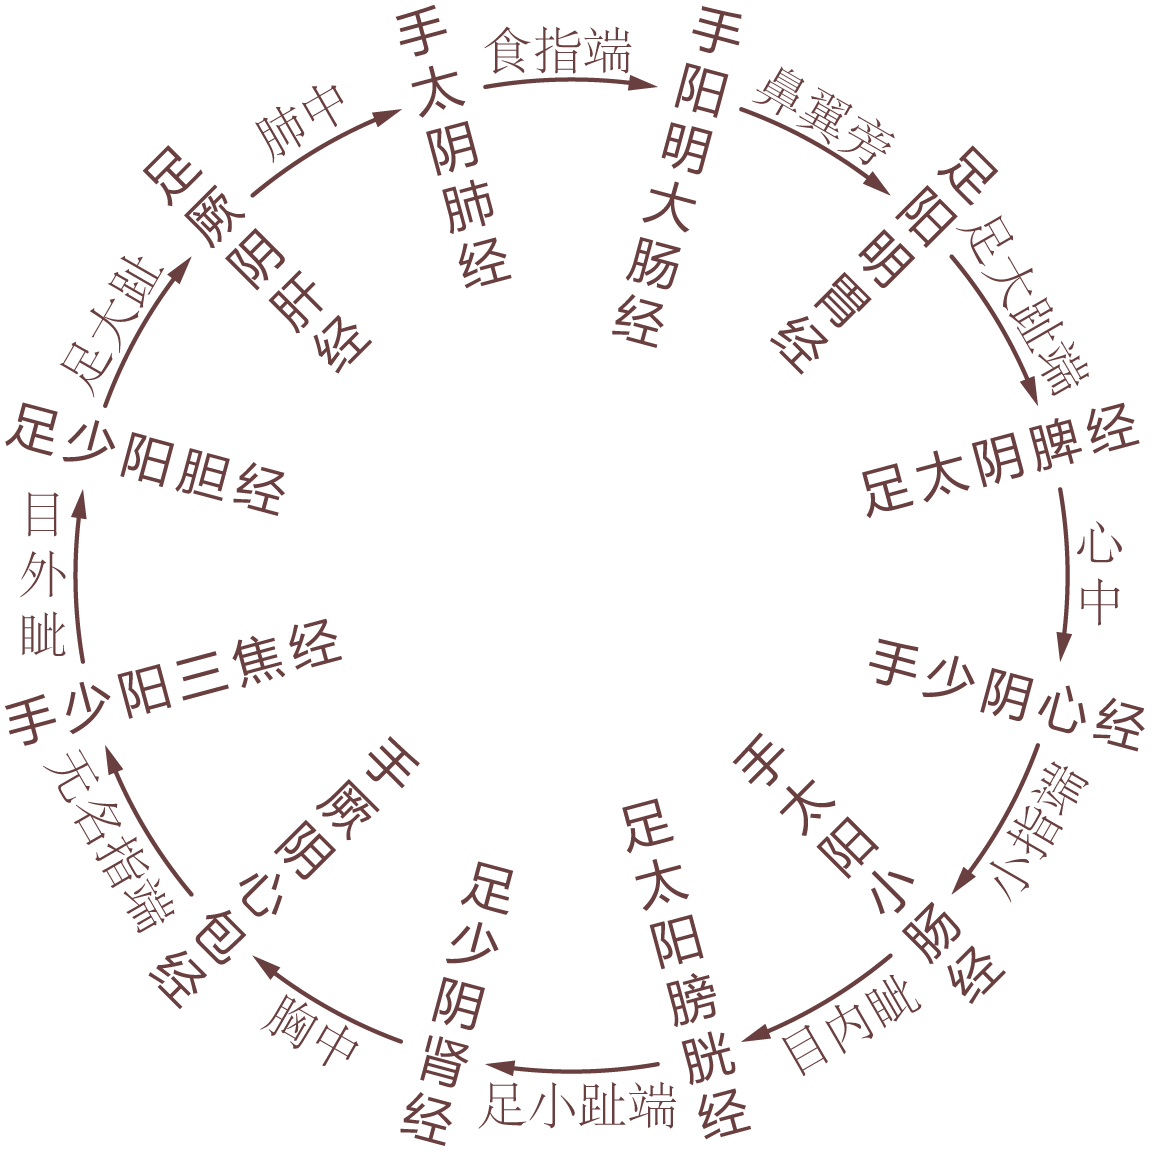 手太阴肺经
食指端
手阳明大肠经
鼻翼旁
足阳明胃经
足大趾端
足太阴脾经
心中
手少阴心经
小指端
手太阳小肠经
目内眦
足太阳膀胱经
足小趾端
足少阴肾经
胸中
手厥阴心包经
无名指端
手少阳三焦经
目外眦
足少阳胆经
足大趾
足厥阴肝经
肺中